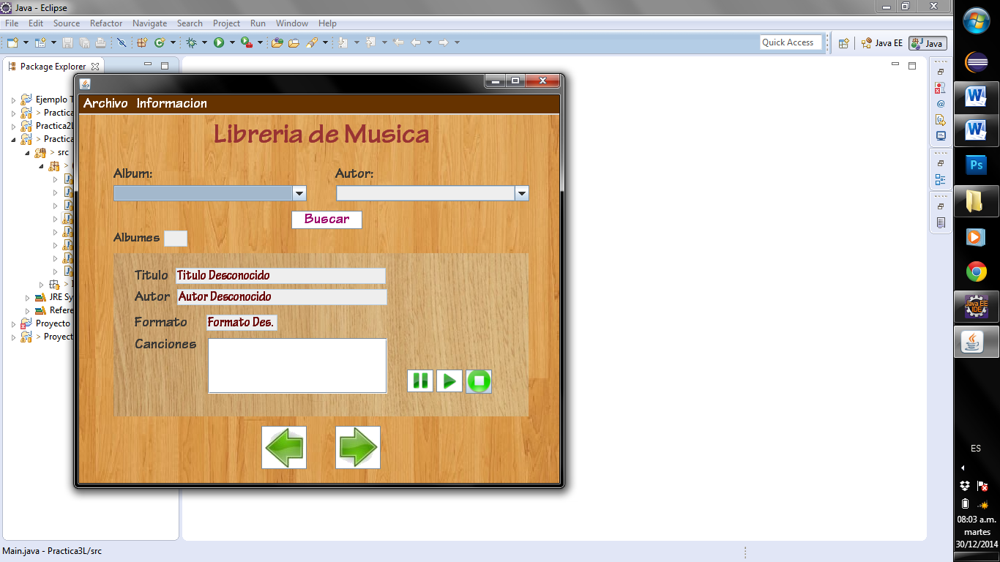 Java - Eclipse
File Edit Source Refactor Navigate Search Project Run Window Help
Quick Access
Java EE
Java
Package Explorer
Ejemplo T
> Practica
Practica2L
> Practica
> src
>
>
JRE Sy
Refere
Proyecto
> Proyect
Archivo Informacion
Libreria de Musica
Album:
Autor:
Buscar
Albumes
Titulo Titulo Desconocido
Autor Autor Desconocido
Formato Formato Des.
Canciones
W
W
Ps
Java EE
IDE
ES
08:03 a.m.
martes
30/12/2014
Main.java - Practica3L/src